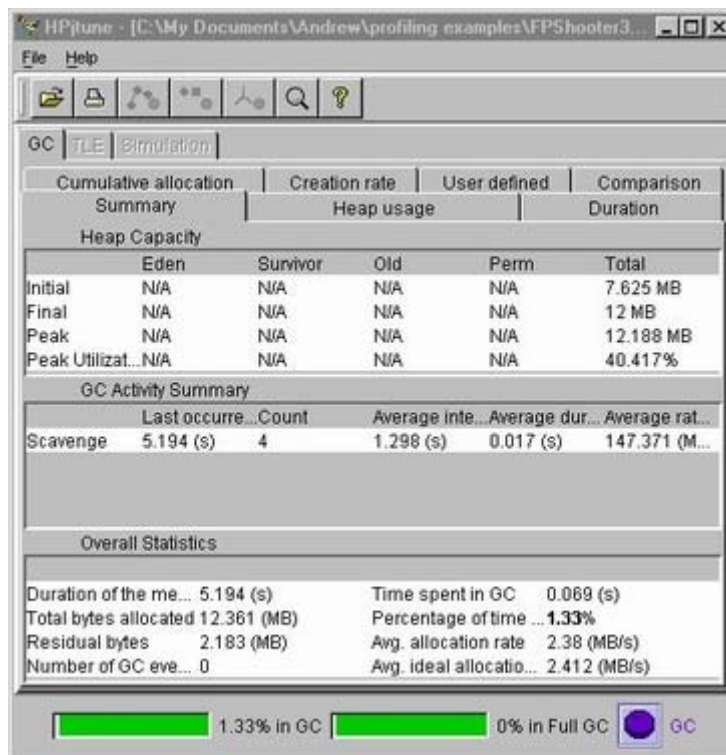 HPjtune - [C:\My Documents\Andrew\profiling examples\FPShooter3...
File Help
GC TLE Simulation
Cumulative allocation Creation rate User defined Comparison
Summary Heap usage Duration
Heap Capacity
Eden Survivor Old Perm Total
Initial N/A N/A N/A N/A 7.625 MB
Final N/A N/A N/A N/A 12 MB
Peak N/A N/A N/A N/A 12.188 MB
Peak Utilizat... N/A N/A N/A N/A 40.417%
GC Activity Summary
Last occurre... Count Average inte... Average dur... Average rat...
Scavenge 5.194 (s) 4 1.298 (s) 0.017 (s) 147.371 (M...
Overall Statistics
Duration of the me... 5.194 (s) Time spent in GC 0.069 (s)
Total bytes allocated 12.361 (MB) Percentage of time ... 1.33%
Residual bytes 2.183 (MB) Avg. allocation rate 2.38 (MB/s)
Number of GC eve... 0 Avg. ideal allocatio... 2.412 (MB/s)
1.33% in GC 0% in Full GC GC